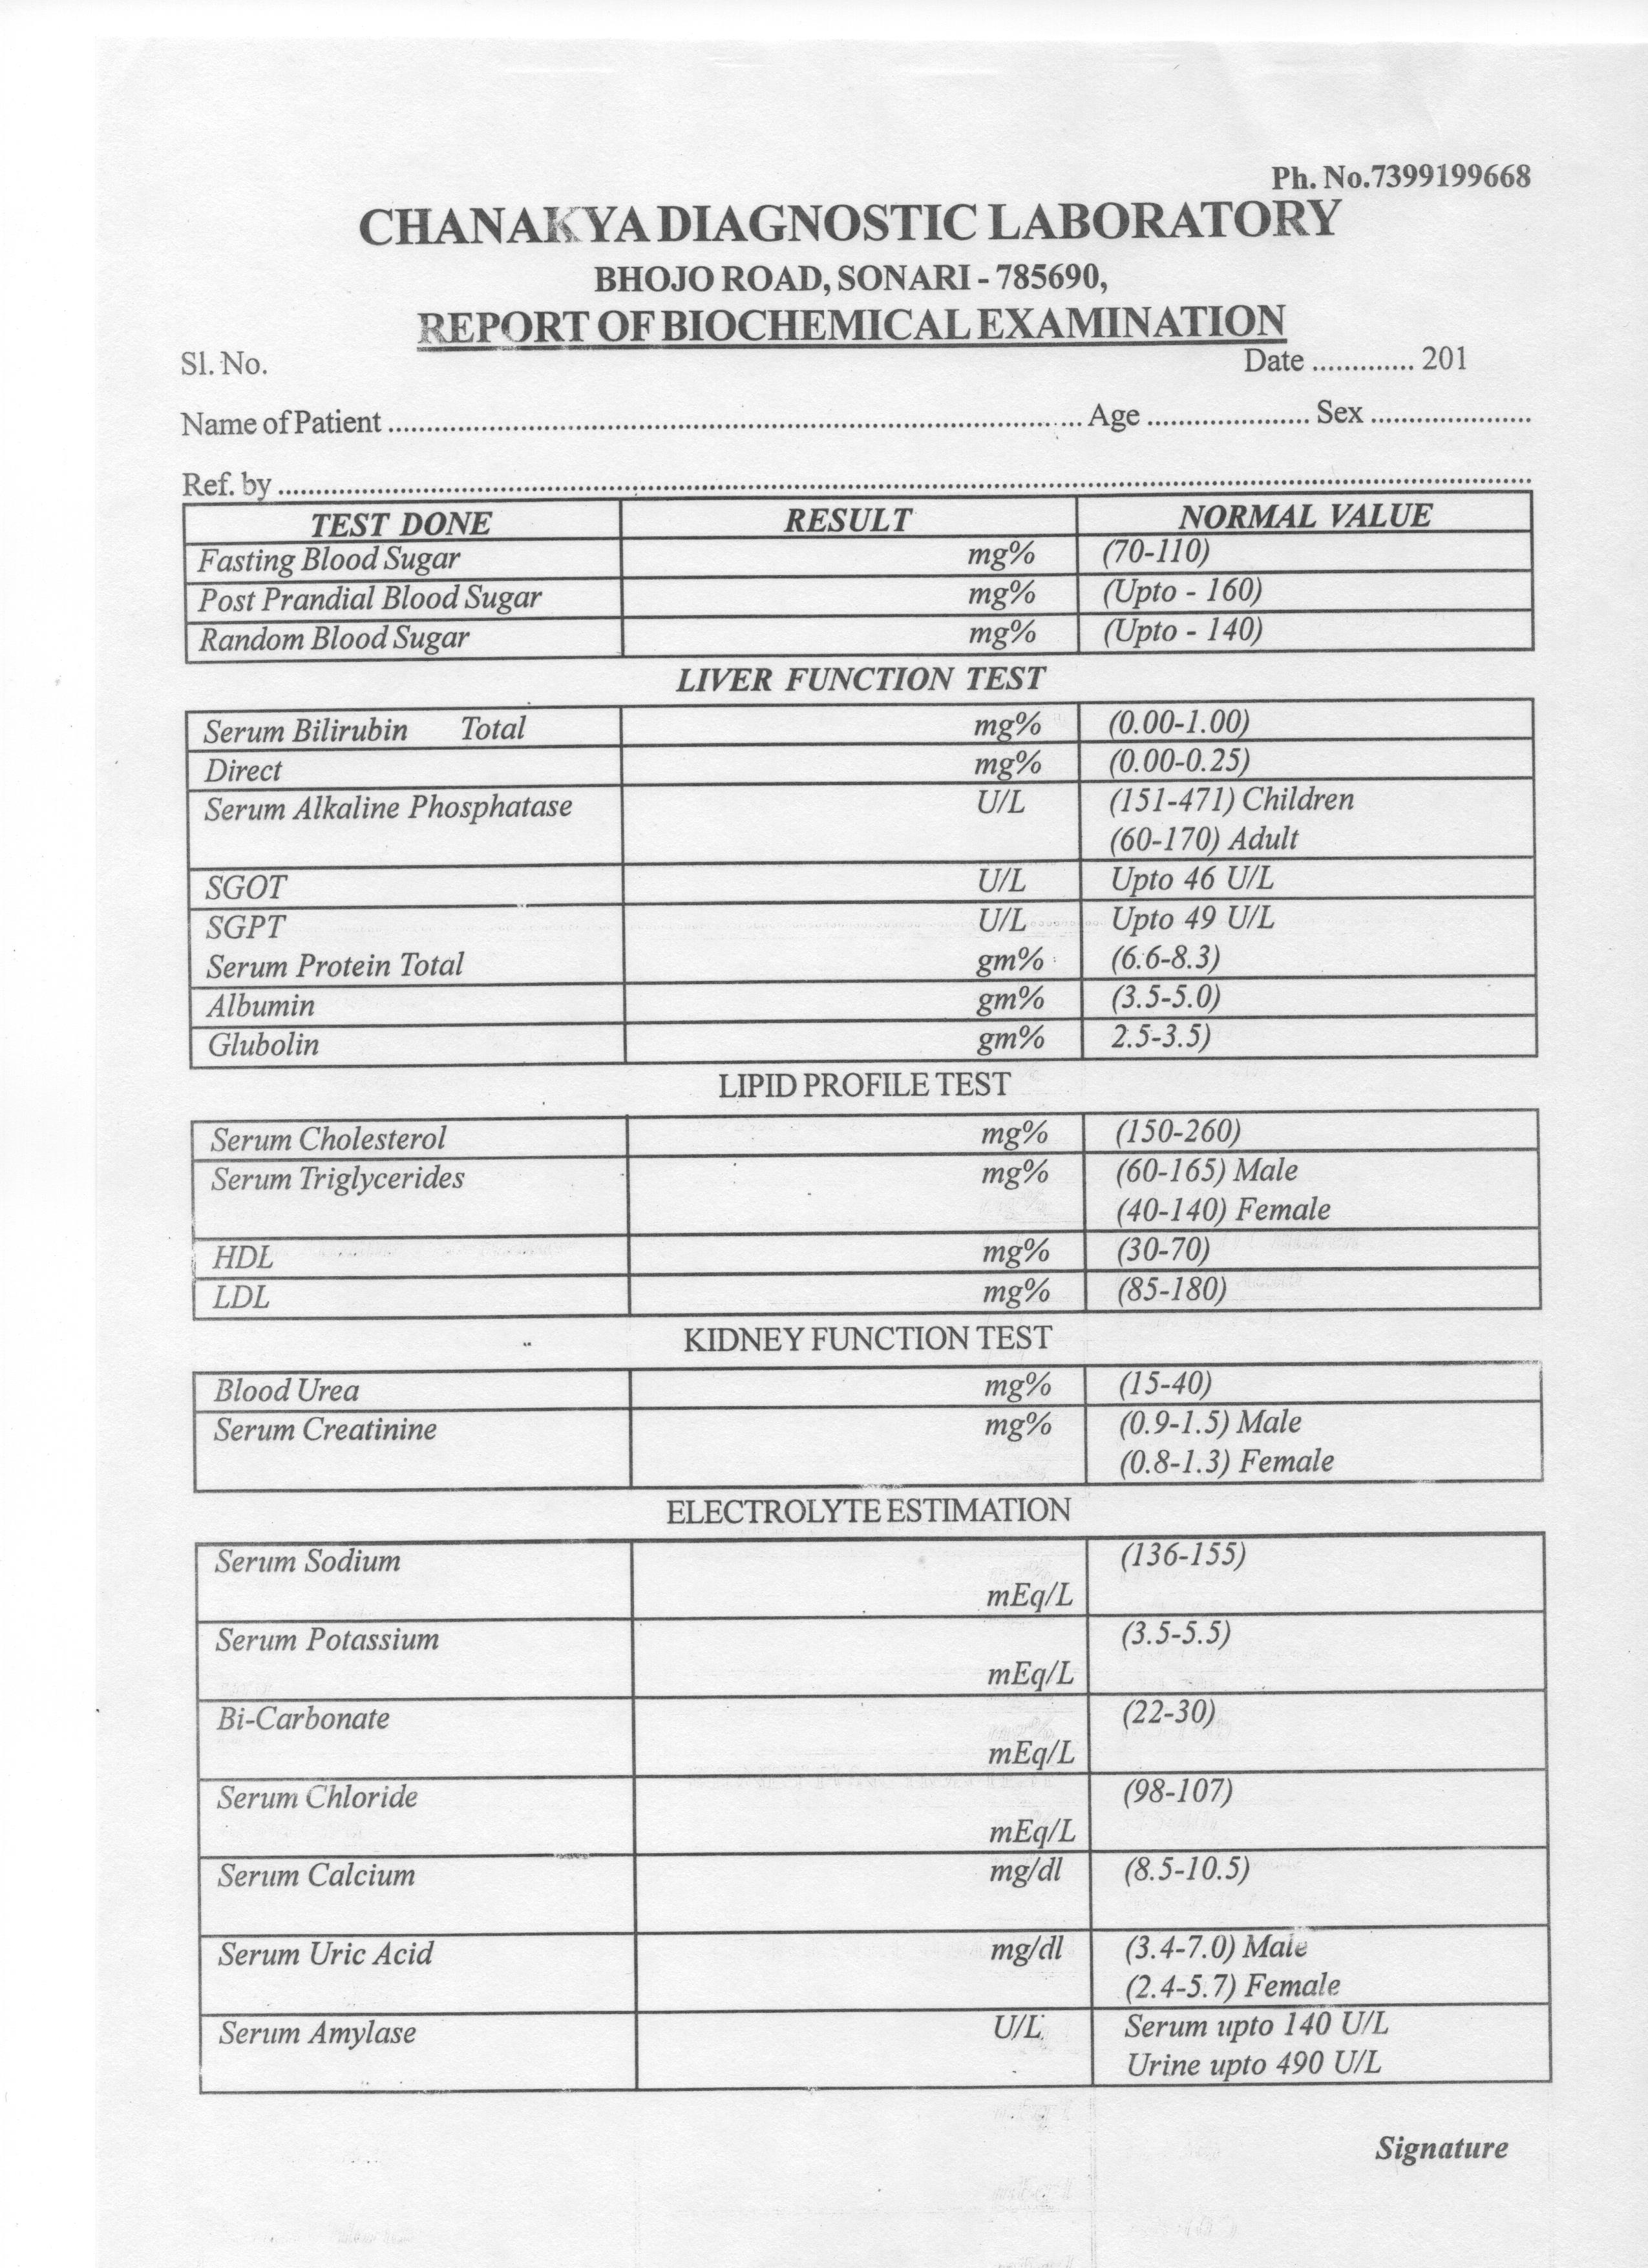 Ph. No.7399199668
CHANAKYA DIAGNOSTIC LABORATORY
BHOJO ROAD, SONARI - 785690,
REPORT OF BIOCHEMICAL EXAMINATION
Sl. No. Date ............. 201
Name of Patient .......................................................................................... Age ..................... Sex .....................
Ref. by ....................................................................................................................................................................
TEST DONE RESULT NORMAL VALUE
Fasting Blood Sugar mg% (70-110)
Post Prandial Blood Sugar mg% (Upto - 160)
Random Blood Sugar mg% (Upto - 140)
LIVER FUNCTION TEST
Serum Bilirubin Total mg% (0.00-1.00)
Direct mg% (0.00-0.25)
Serum Alkaline Phosphatase U/L (151-471) Children
(60-170) Adult
SGOT U/L Upto 46 U/L
SGPT U/L Upto 49 U/L
Serum Protein Total gm% (6.6-8.3)
Albumin gm% (3.5-5.0)
Glubolin gm% 2.5-3.5)
LIPID PROFILE TEST
Serum Cholesterol mg% (150-260)
Serum Triglycerides mg% (60-165) Male
(40-140) Female
HDL mg% (30-70)
LDL mg% (85-180)
KIDNEY FUNCTION TEST
Blood Urea mg% (15-40)
Serum Creatinine mg% (0.9-1.5) Male
(0.8-1.3) Female
ELECTROLYTE ESTIMATION
Serum Sodium (136-155)
mEq/L
Serum Potassium (3.5-5.5)
mEq/L
Bi-Carbonate (22-30)
mEq/L
Serum Chloride (98-107)
mEq/L
Serum Calcium mg/dl (8.5-10.5)
Serum Uric Acid mg/dl (3.4-7.0) Male
(2.4-5.7) Female
Serum Amylase U/L Serum upto 140 U/L
Urine upto 490 U/L
Signature